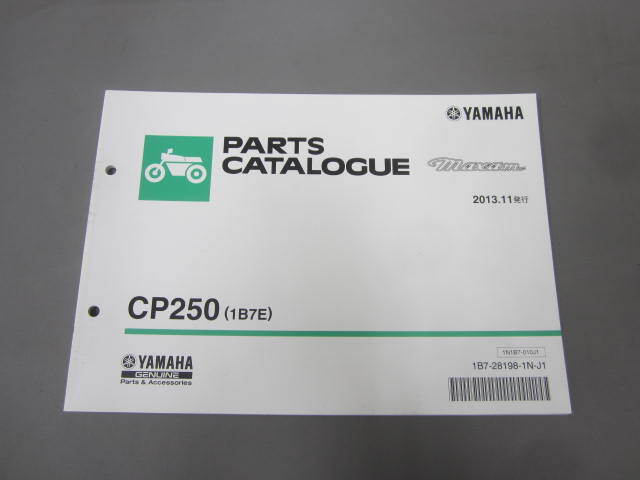 YAMAHA
PARTS
CATALOGUE
Maxam
2013.11発行
CP250 (1B7E)
YAMAHA
GENUINE
Parts & Accessories
1N1B7-010J1
1B7-28198-1N-J1